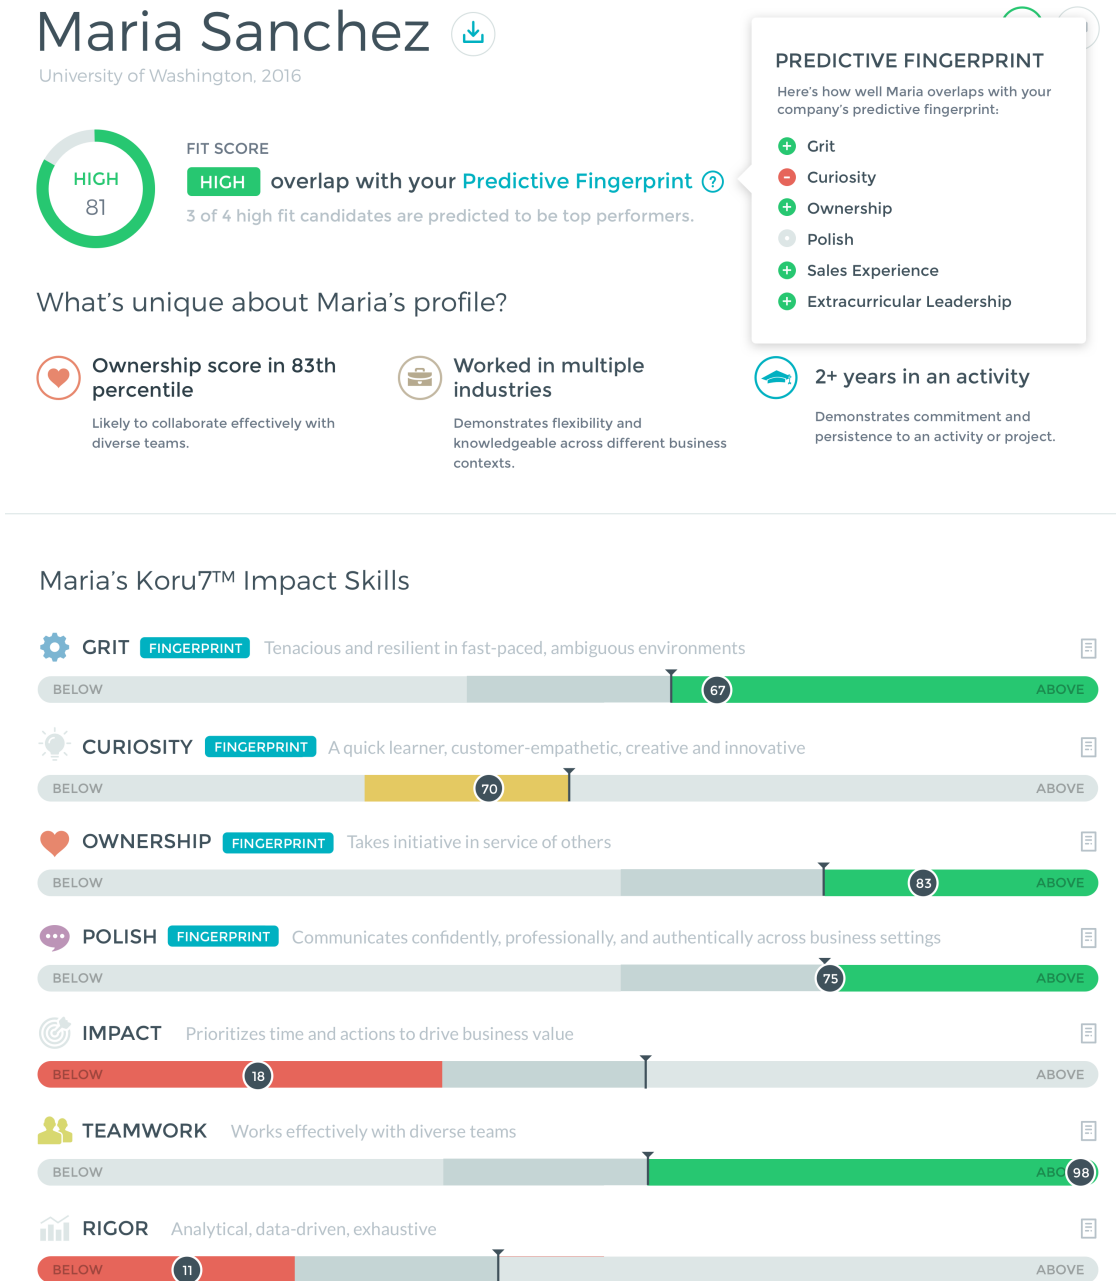 Maria Sanchez
University of Washington, 2016
HIGH
81
FIT SCORE
HIGH overlap with your Predictive Fingerprint ?
3 of 4 high fit candidates are predicted to be top performers.
PREDICTIVE FINGERPRINT
Here's how well Maria overlaps with your
company's predictive fingerprint:
+ Grit
- Curiosity
+ Ownership
Polish
+ Sales Experience
+ Extracurricular Leadership
What's unique about Maria's profile?
Ownership score in 83th
percentile
Likely to collaborate effectively with
diverse teams.
Worked in multiple
industries
Demonstrates flexibility and
knowledgeable across different business
contexts.
2+ years in an activity
Demonstrates commitment and
persistence to an activity or project.
Maria's Koru7™ Impact Skills
GRIT FINGERPRINT Tenacious and resilient in fast-paced, ambiguous environments
BELOW 67 ABOVE
CURIOSITY FINGERPRINT A quick learner, customer-empathetic, creative and innovative
BELOW 70 ABOVE
OWNERSHIP FINGERPRINT Takes initiative in service of others
BELOW 83 ABOVE
POLISH FINGERPRINT Communicates confidently, professionally, and authentically across business settings
BELOW 75 ABOVE
IMPACT Prioritizes time and actions to drive business value
BELOW 18 ABOVE
TEAMWORK Works effectively with diverse teams
BELOW ABO 98
RIGOR Analytical, data-driven, exhaustive
BELOW 11 ABOVE